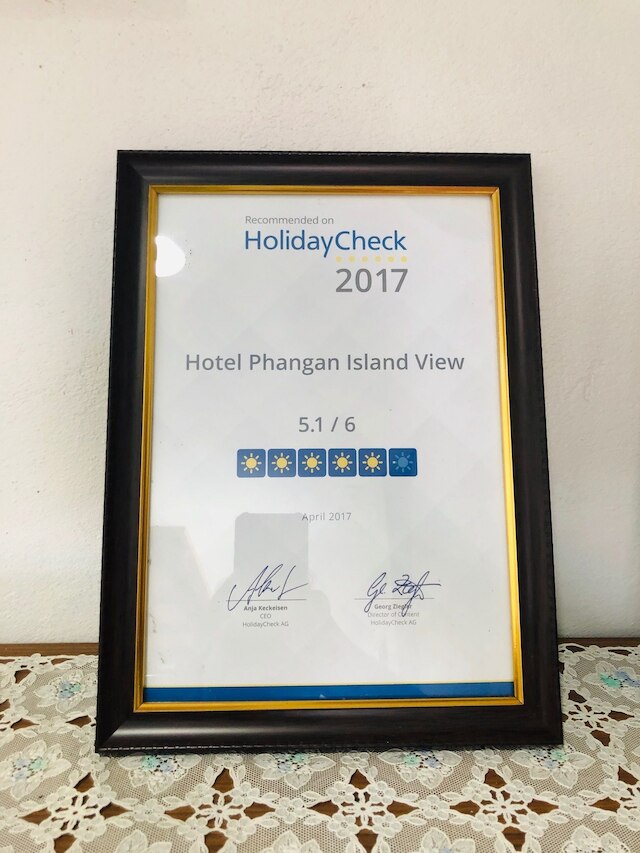 Recommended on
HolidayCheck
2017
Hotel Phangan Island View
5.1 / 6
April 2017
Anja Keckeisen
CEO
HolidayCheck AG
Georg Ziegler
Director of Content
HolidayCheck AG